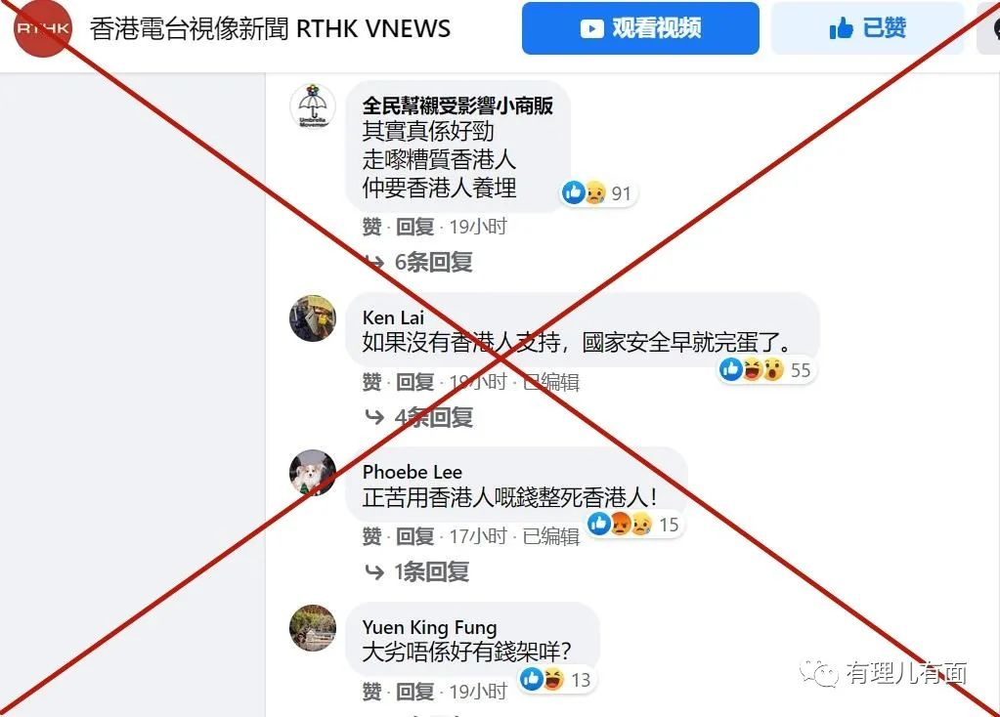 RTHK
香港電台視像新聞 RTHK VNEWS
观看视频
已赞
Umbrella
Movement
全民幫襯受影響小商販
其實真係好勁
走嚟糟質香港人
仲要香港人養埋
91
赞 · 回复 · 19小时
6条回复
Ken Lai
如果沒有香港人支持，國家安全早就完蛋了。
55
赞 · 回复 · 19小时 · 已编辑
4条回复
Phoebe Lee
正苦用香港人嘅錢整死香港人！
15
赞 · 回复 · 17小时 · 已编辑
1条回复
Yuen King Fung
大劣唔係好有錢架咩？
13
赞 · 回复 · 19小时
有理儿有面